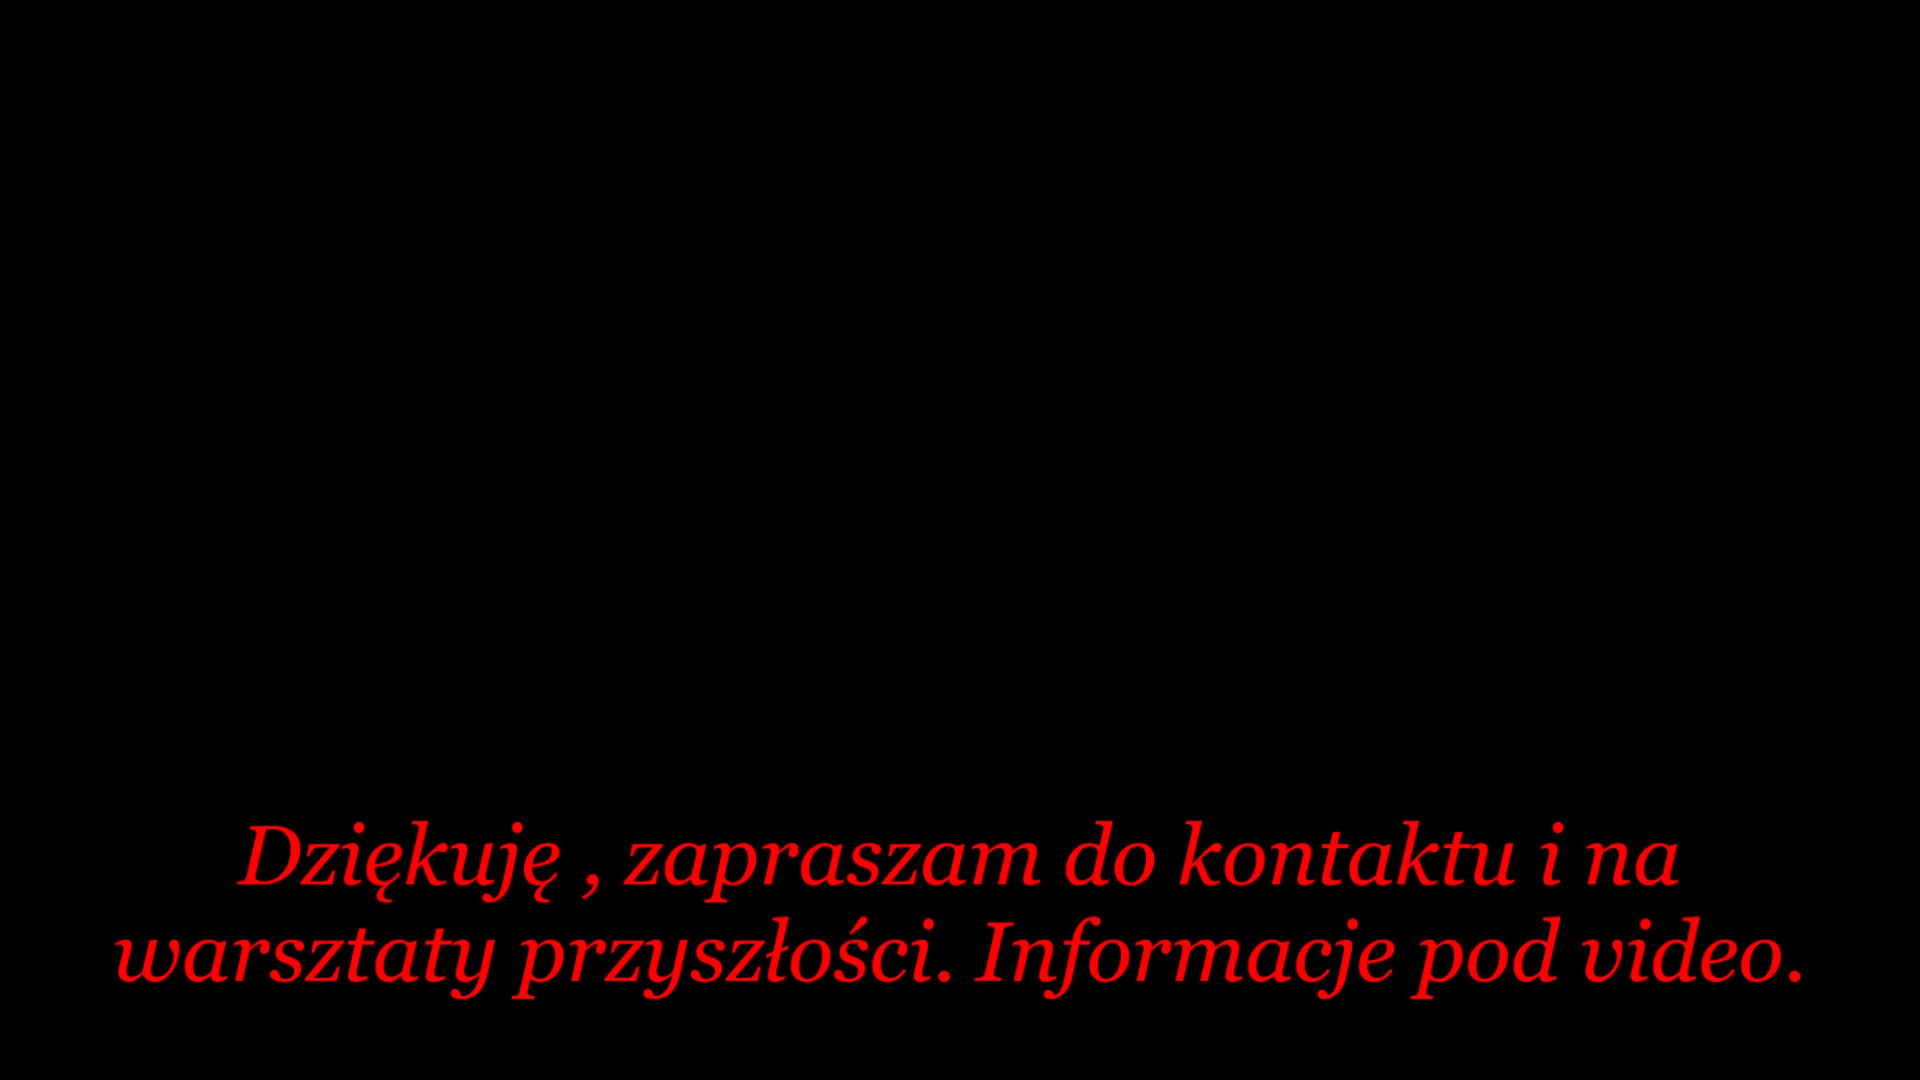 Dziękuję , zapraszam do kontaktu i na
warsztaty przyszłości. Informacje pod video.